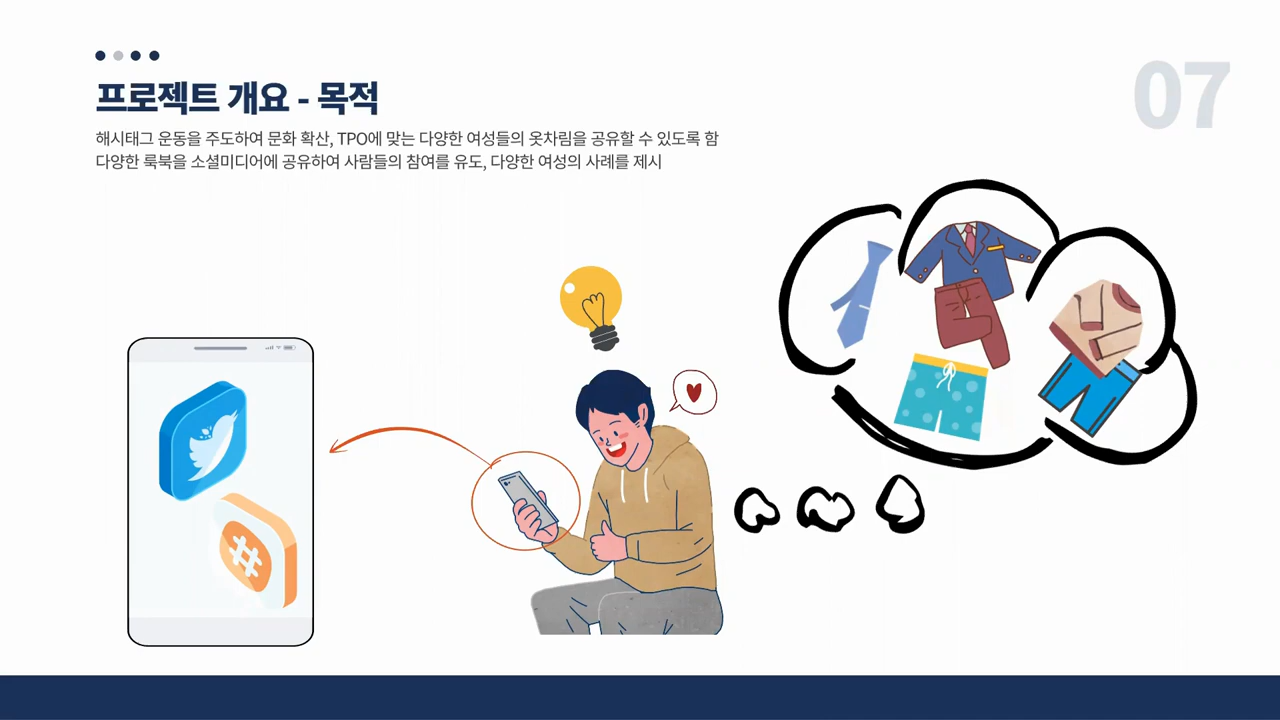 프로젝트 개요 - 목적
07
해시태그 운동을 주도하여 문화 확산, TPO에 맞는 다양한 여성들의 옷차림을 공유할 수 있도록 함
다양한 룩북을 소셜미디어에 공유하여 사람들의 참여를 유도, 다양한 여성의 사례를 제시
#